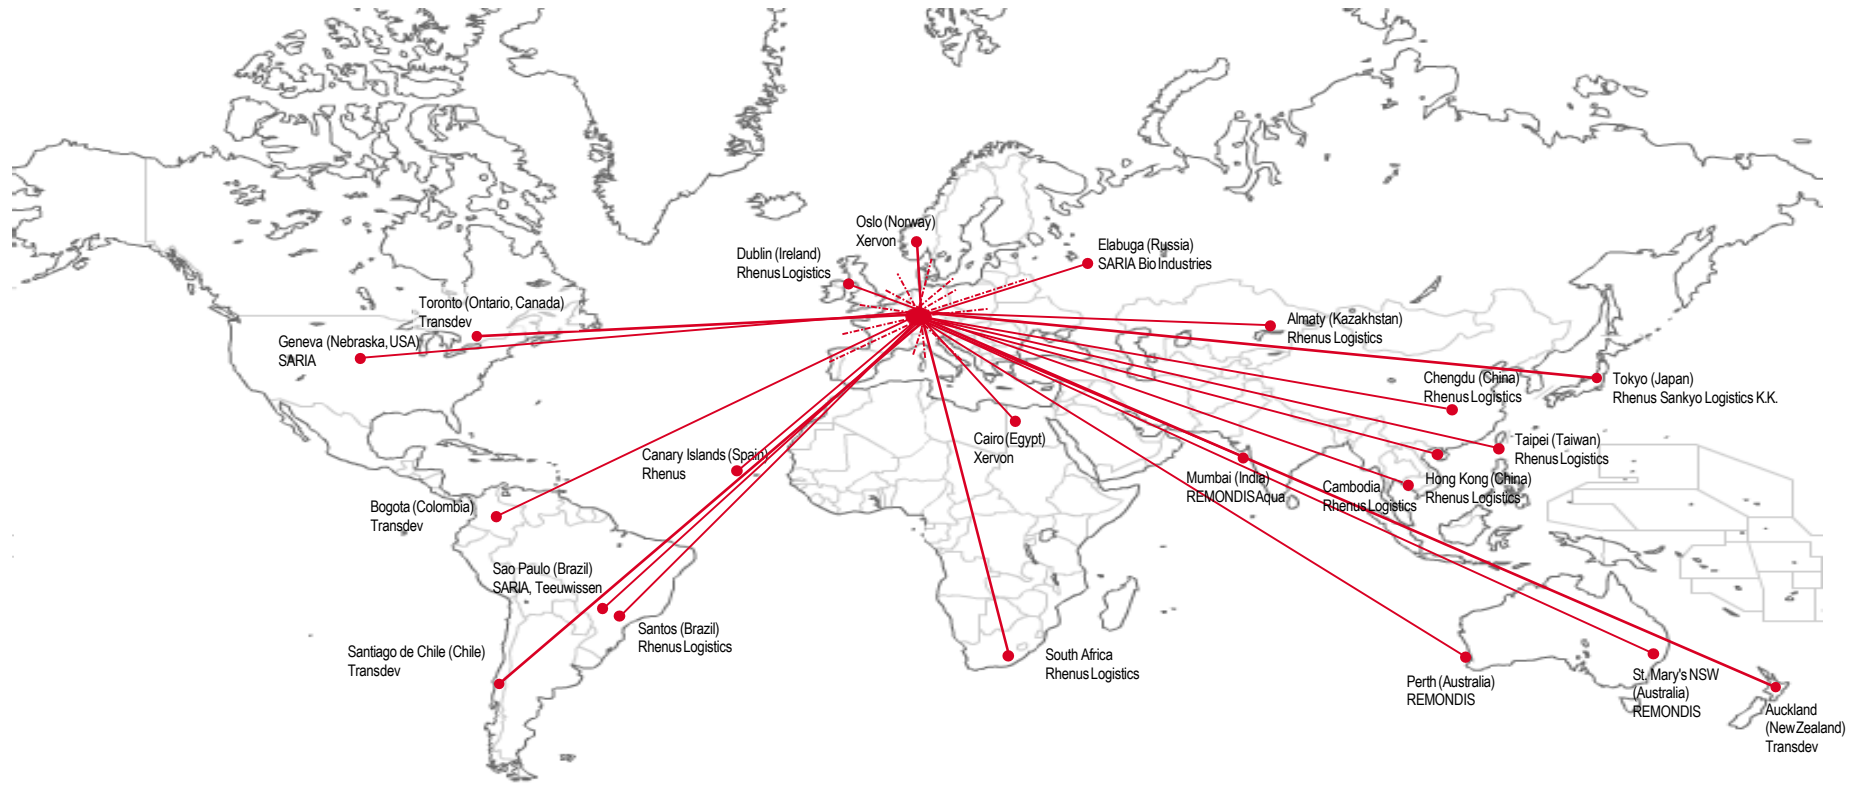 Oslo (Norway)
Xervon
Dublin (Ireland)
Rhenus Logistics
Elabuga (Russia)
SARIA Bio Industries
Toronto (Ontario, Canada)
Transdev
Geneva (Nebraska, USA)
SARIA
Almaty (Kazakhstan)
Rhenus Logistics
Chengdu (China)
Rhenus Logistics
Tokyo (Japan)
Rhenus Sankyo Logistics K.K.
Cairo (Egypt)
Xervon
Canary Islands (Spain)
Rhenus
Taipei (Taiwan)
Rhenus Logistics
Mumbai (India)
REMONDIS Aqua
Cambodia
Rhenus Logistics
Hong Kong (China)
Rhenus Logistics
Bogota (Colombia)
Transdev
Sao Paulo (Brazil)
SARIA, Teeuwissen
Santos (Brazil)
Rhenus Logistics
Santiago de Chile (Chile)
Transdev
South Africa
Rhenus Logistics
Perth (Australia)
REMONDIS
St. Mary's NSW
(Australia)
REMONDIS
Auckland
(New Zealand)
Transdev